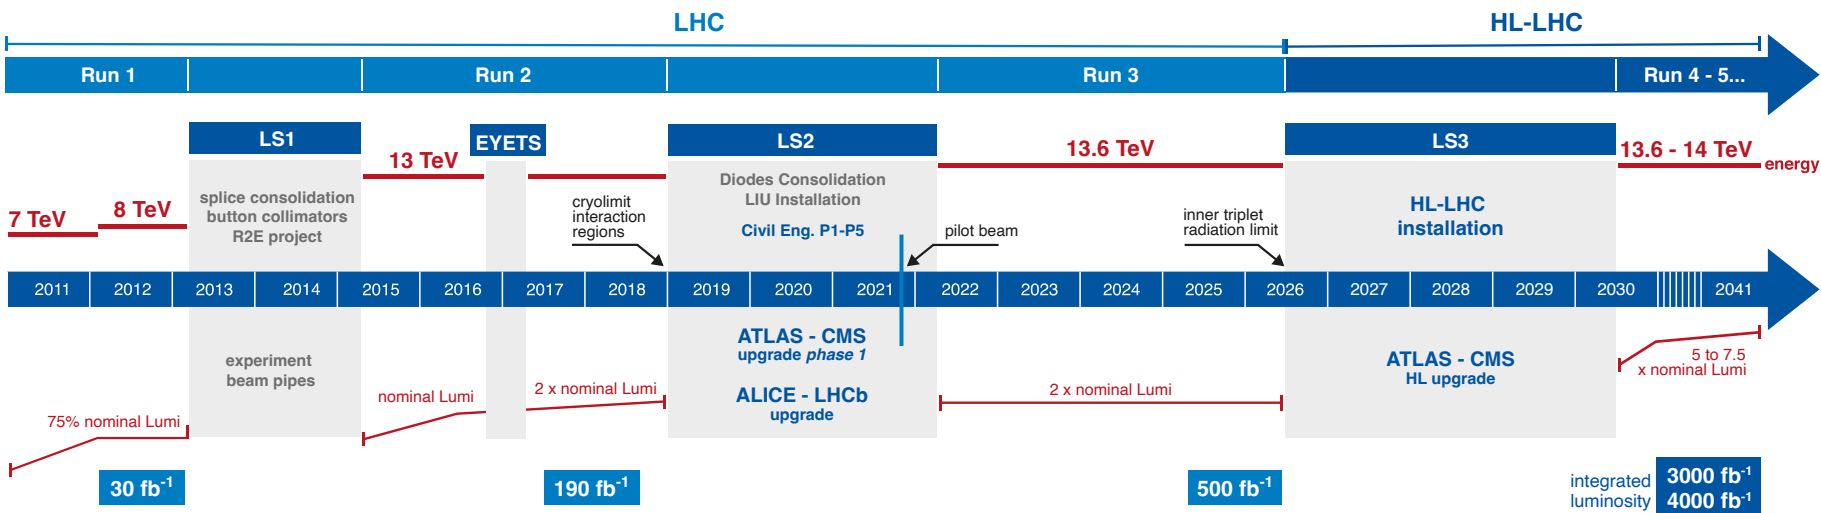 LHC
HL-LHC
Run 1
Run 2
Run 3
Run 4 - 5...
LS1
EYETS
LS2
LS3
13 TeV
13.6 TeV
13.6 - 14 TeV
energy
7 TeV
8 TeV
splice consolidation
button collimators
R2E project
cryolimit
interaction
regions
Diodes Consolidation
LIU Installation
Civil Eng. P1-P5
pilot beam
inner triplet
radiation limit
HL-LHC
installation
2011
2012
2013
2014
2015
2016
2017
2018
2019
2020
2021
2022
2023
2024
2025
2026
2027
2028
2029
2030
2041
experiment
beam pipes
ATLAS - CMS
upgrade phase 1
ALICE - LHCb
upgrade
ATLAS - CMS
HL upgrade
5 to 7.5
x nominal Lumi
75% nominal Lumi
nominal Lumi
2 x nominal Lumi
2 x nominal Lumi
30 fb⁻¹
190 fb⁻¹
500 fb⁻¹
integrated
luminosity
3000 fb⁻¹
4000 fb⁻¹